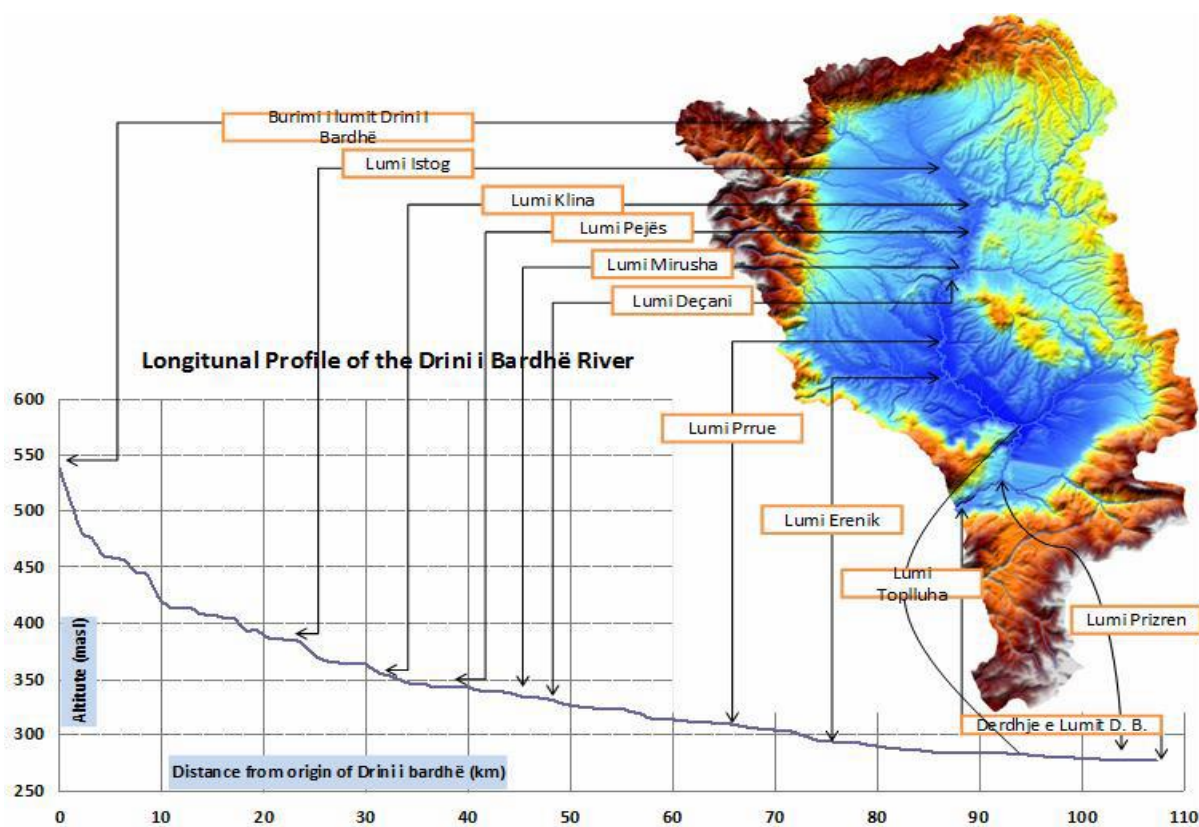 Burimi i lumit Drini I
Bardhë
Lumi Istog
Lumi Klina
Lumi Pejës
Lumi Mirusha
Lumi Deçani
Longitunal Profile of the Drini i Bardhë River
Lumi Prrue
Lumi Erenik
Lumi
Toplluha
Lumi Prizren
Derdhje e Lumit D. B.
600
550
500
450
400
350
300
250
Altitute (masl)
Distance from origin of Drini i bardhë (km)
0 10 20 30 40 50 60 70 80 90 100 110